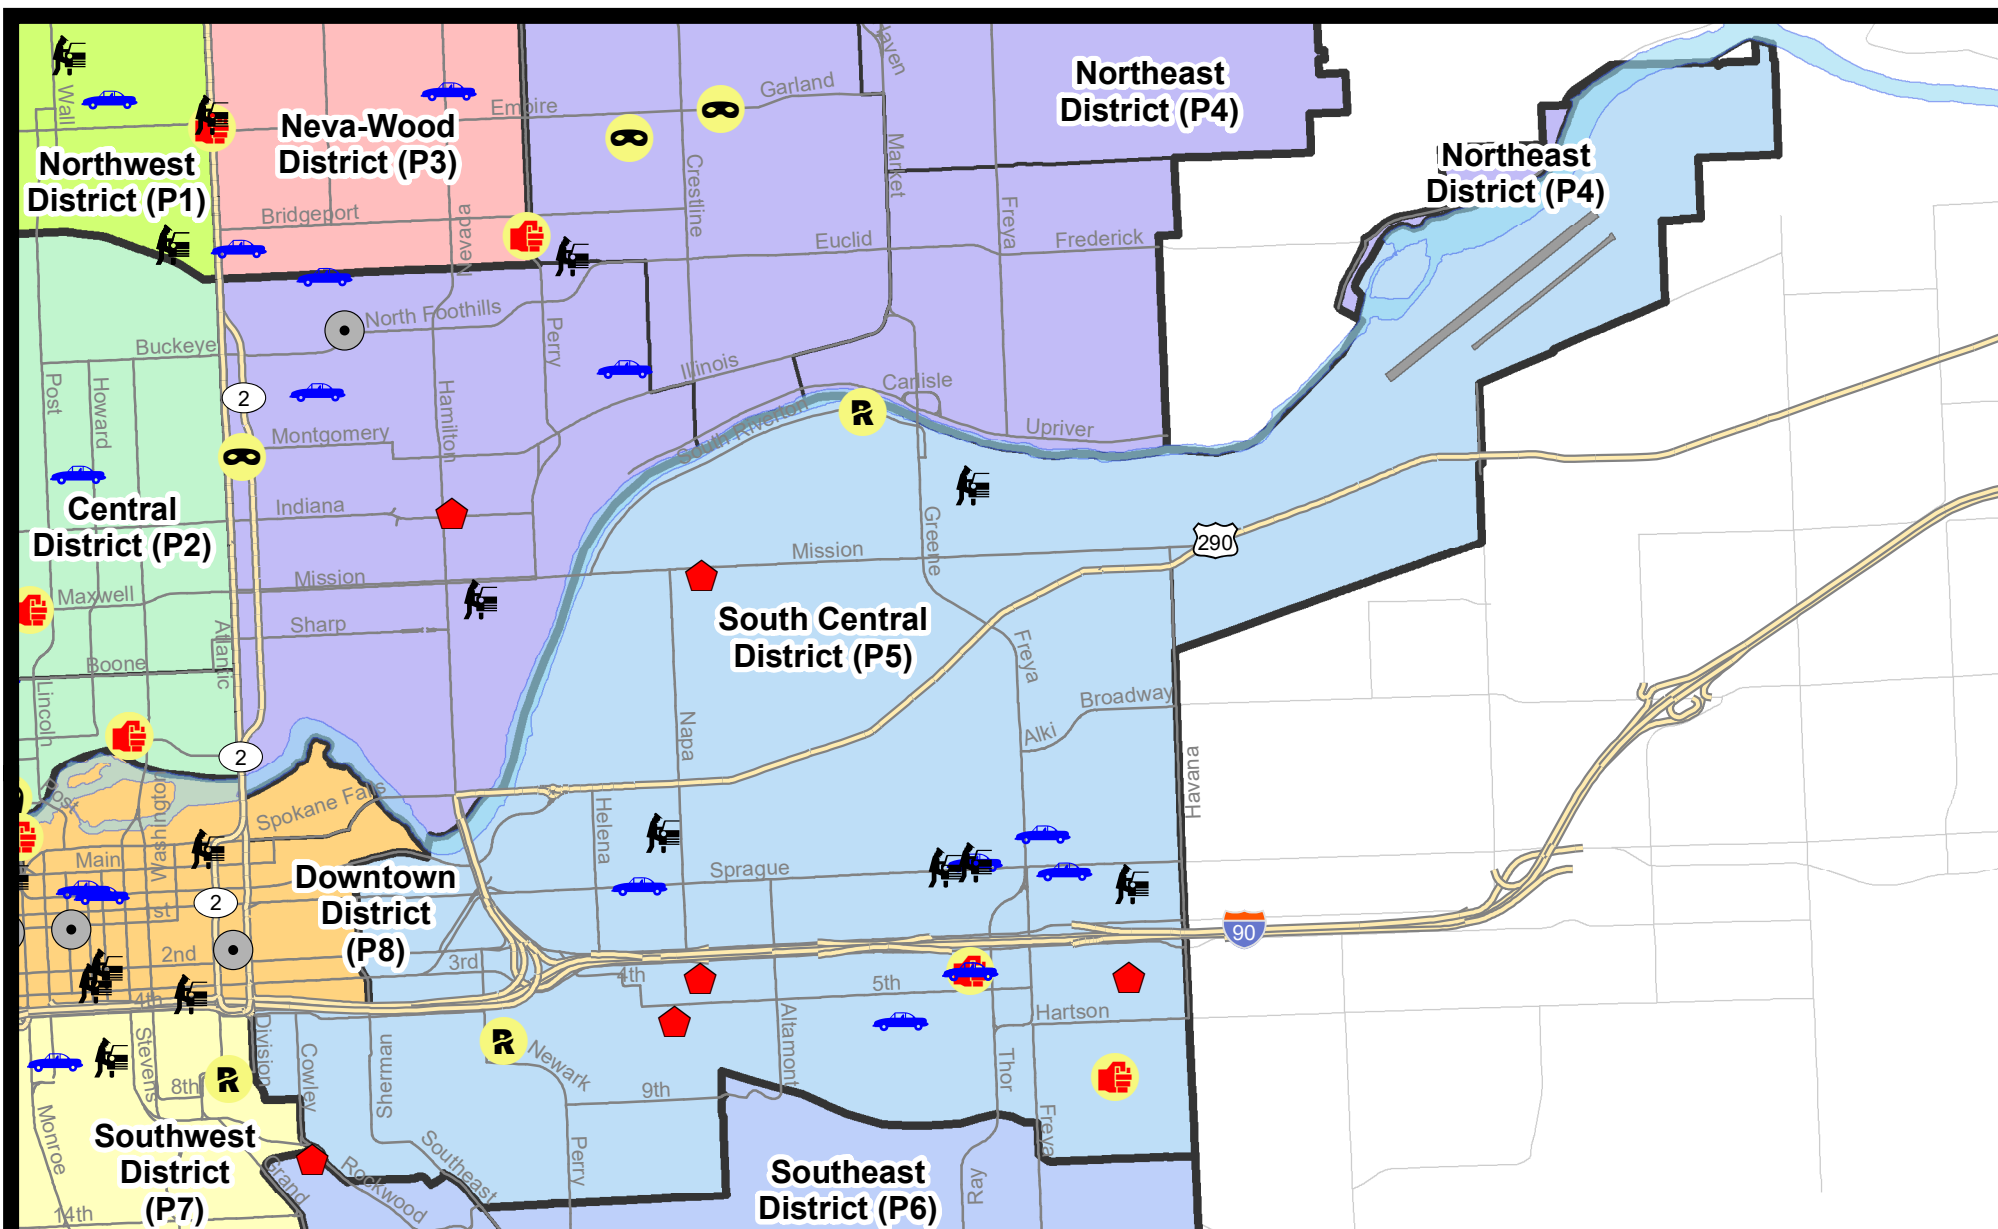 Northeast
District (P4)
Neva-Wood
District (P3)
Northwest
District (P1)
Northeast
District (P4)
Central
District (P2)
South Central
District (P5)
Downtown
District
(P8)
Southwest
District
(P7)
Southeast
District (P6)
Wall
Empire
Garland
Haven
Market
Crestline
Bridgeport
Nevada
Euclid
Freya
Frederick
North Foothills
Buckeye
Perry
Illinois
Carlisle
Post
Howard
2
Hamilton
South Riverton
Upriver
Montgomery
Indiana
Greene
290
Mission
Mission
Maxwell
Sharp
Atlantic
Boone
Lincoln
Freya
Broadway
Alki
Napa
Havana
2
Post
Washington
Spokane Falls
Helena
Main
Sprague
2
1st
2nd
3rd
4th
5th
90
4th
Hartson
Altamont
Division
Stevens
Cowley
Sherman
Newark
Thor
8th
9th
Monroe
Freya
Perry
Southeast
Rockwood
Grand
Ray
14th